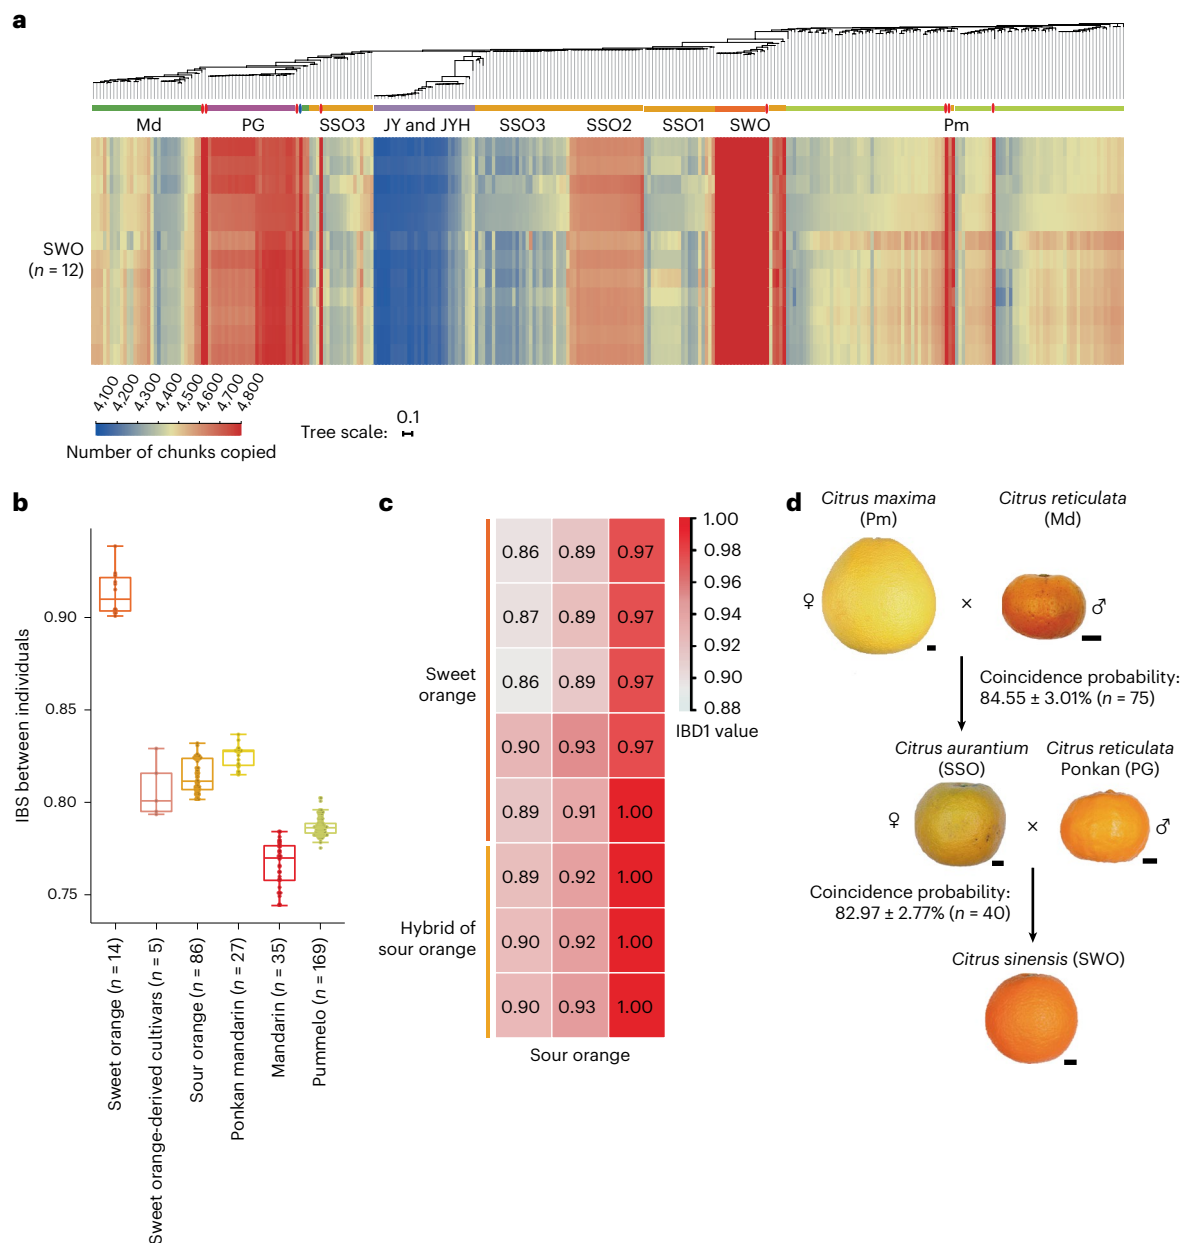 a
Md
PG
SSO3
JY and JYH
SSO3
SSO2
SSO1
SWO
Pm
SWO
(n = 12)
4,100
4,200
4,300
4,400
4,500
4,600
4,700
4,800
Number of chunks copied
Tree scale:
0.1
b
IBS between individuals
0.90
0.85
0.80
0.75
Sweet orange (n = 14)
Sweet orange-derived cultivars (n = 5)
Sour orange (n = 86)
Ponkan mandarin (n = 27)
Mandarin (n = 35)
Pummelo (n = 169)
c
Sweet
orange
Hybrid of
sour orange
0.86 0.89 0.97
0.87 0.89 0.97
0.86 0.89 0.97
0.90 0.93 0.97
0.89 0.91 1.00
0.89 0.92 1.00
0.90 0.92 1.00
0.90 0.93 1.00
Sour orange
1.00
0.98
0.96
0.94
0.92
0.90
0.88
IBD1 value
d
Citrus maxima
(Pm)
Citrus reticulata
(Md)
♀
×
♂
Coincidence probability:
84.55 ± 3.01% (n = 75)
Citrus aurantium
(SSO)
Citrus reticulata
Ponkan (PG)
♀
×
♂
Coincidence probability:
82.97 ± 2.77% (n = 40)
Citrus sinensis (SWO)